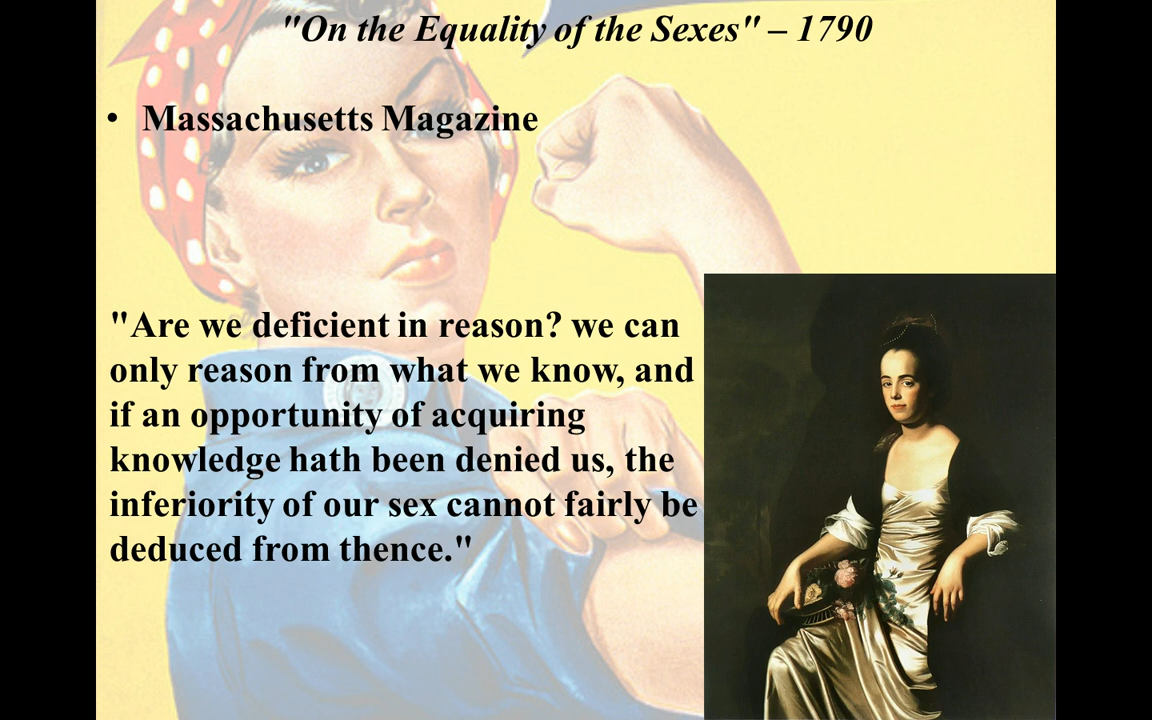 "On the Equality of the Sexes" – 1790
• Massachusetts Magazine
"Are we deficient in reason? we can
only reason from what we know, and
if an opportunity of acquiring
knowledge hath been denied us, the
inferiority of our sex cannot fairly be
deduced from thence."